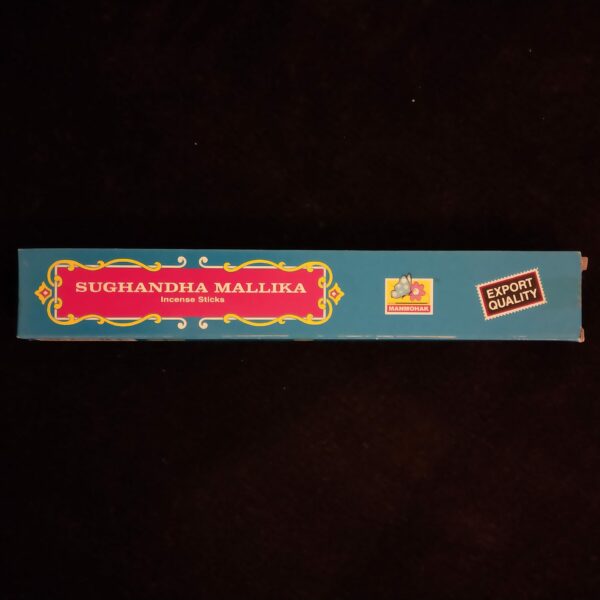 SUGHANDHA MALLIKA
Incense Sticks
MANMOHAK
EXPORT
QUALITY